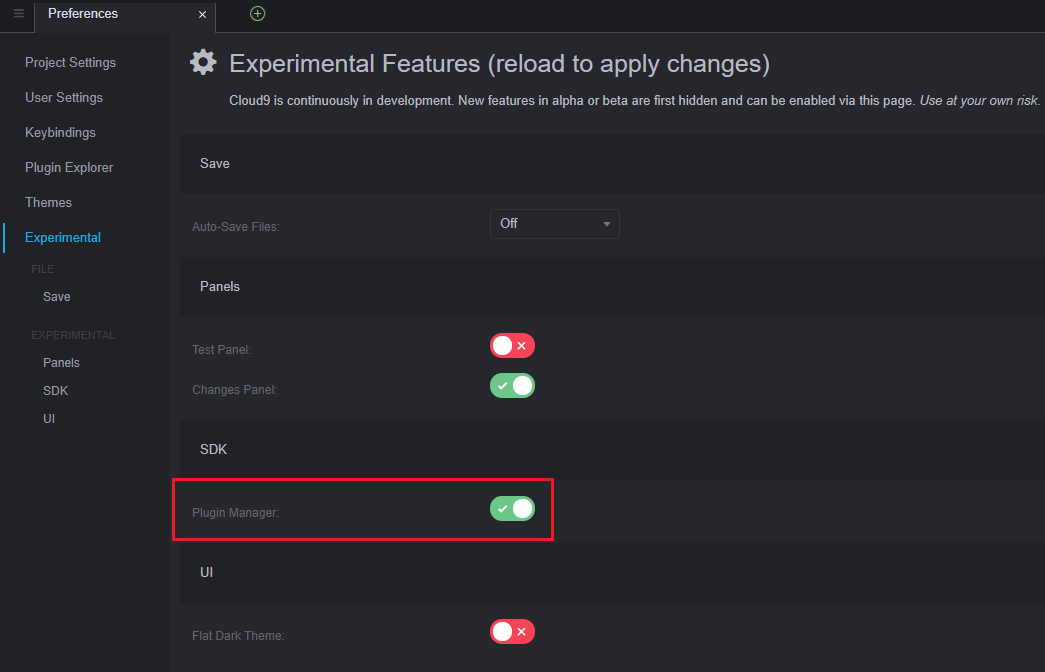 Preferences
Project Settings
User Settings
Keybindings
Plugin Explorer
Themes
Experimental
FILE
Save
EXPERIMENTAL
Panels
SDK
UI
Experimental Features (reload to apply changes)
Cloud9 is continuously in development. New features in alpha or beta are first hidden and can be enabled via this page. Use at your own risk.
Save
Auto-Save Files:
Off
Panels
Test Panel:
Changes Panel:
SDK
Plugin Manager:
UI
Flat Dark Theme: